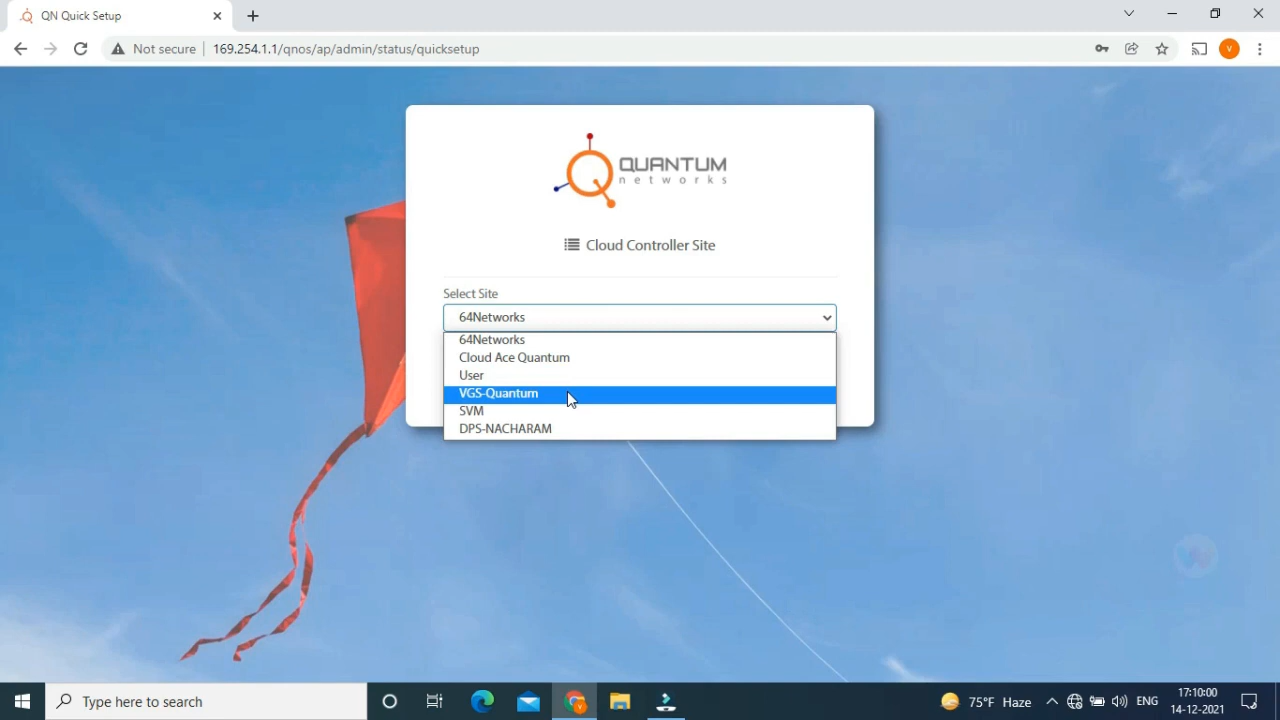 QN Quick Setup
Not secure
169.254.1.1/qnos/ap/admin/status/quicksetup
V
QUANTUM
networks
Cloud Controller Site
Select Site
64Networks
64Networks
Cloud Ace Quantum
User
VGS-Quantum
SVM
DPS-NACHARAM
Type here to search
V
75°F Haze
ENG
17:10:00
14-12-2021